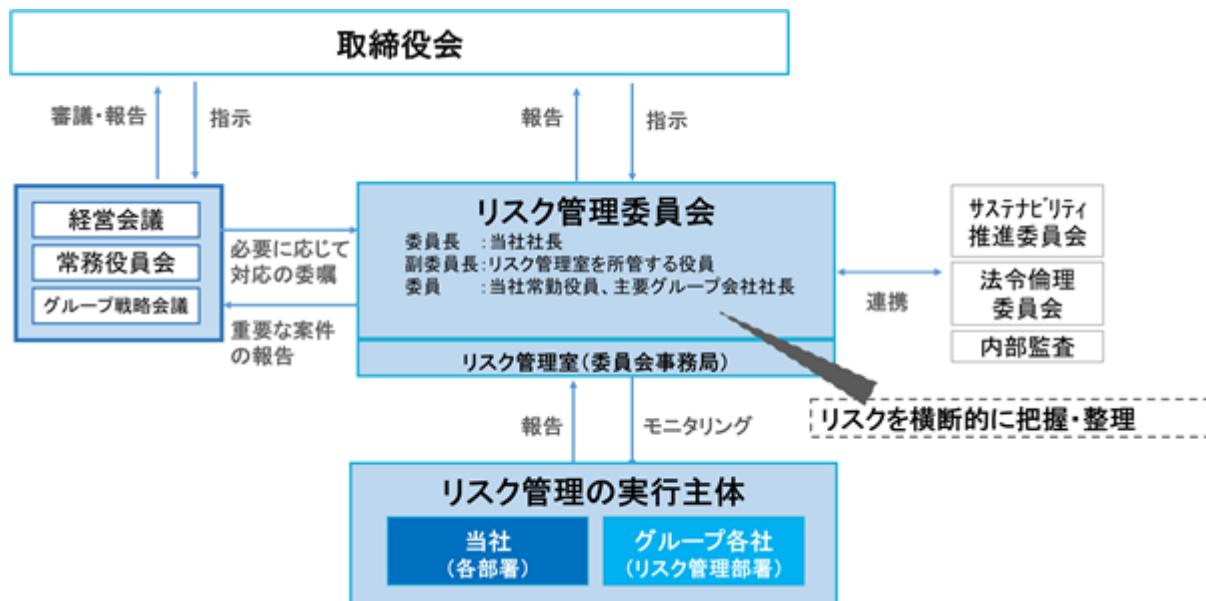 取締役会
審議・報告
指示
報告
指示
経営会議
常務役員会
グループ戦略会議
必要に応じて
対応の委嘱
重要な案件
の報告
リスク管理委員会
委員長　：当社社長
副委員長：リスク管理室を所管する役員
委員　　：当社常勤役員、主要グループ会社社長
リスク管理室（委員会事務局）
連携
サステナビリティ
推進委員会
法令倫理
委員会
内部監査
リスクを横断的に把握・整理
報告
モニタリング
リスク管理の実行主体
当社
（各部署）
グループ各社
（リスク管理部署）